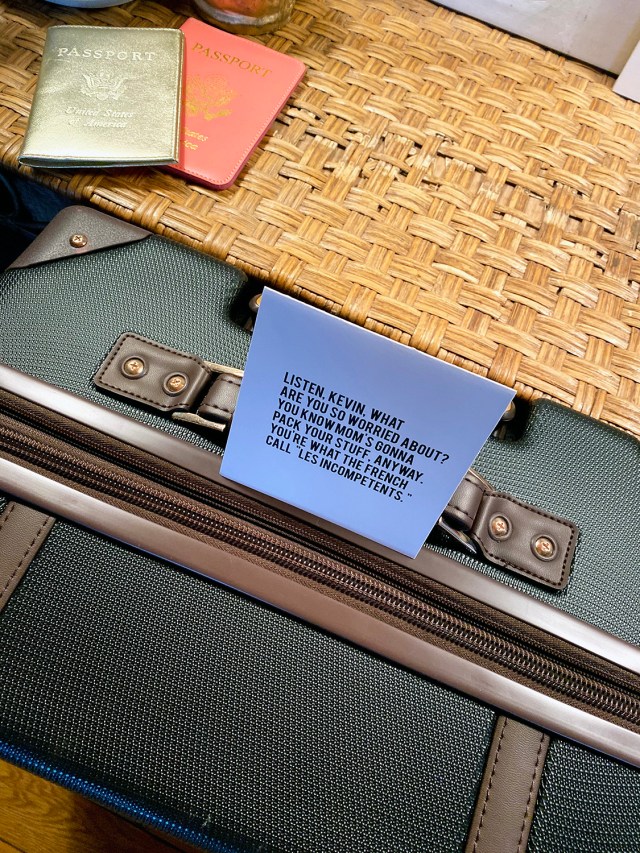 PASSPORT
United States
of America
PASSPORT
LISTEN, KEVIN. WHAT
ARE YOU SO WORRIED ABOUT?
YOU KNOW MOM'S GONNA
PACK YOUR STUFF, ANYWAY.
YOU'RE WHAT THE FRENCH
CALL "LES INCOMPETENTS."